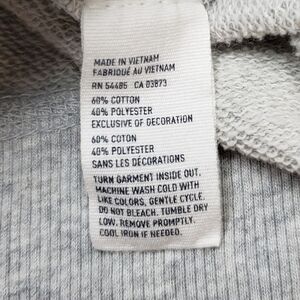 MADE IN VIETNAM
FABRIQUÉ AU VIETNAM
RN 54485 CA 03873
60% COTTON
40% POLYESTER
EXCLUSIVE OF DECORATION
60% COTON
40% POLYESTER
SANS LES DÉCORATIONS
TURN GARMENT INSIDE OUT.
MACHINE WASH COLD WITH
LIKE COLORS, GENTLE CYCLE.
DO NOT BLEACH. TUMBLE DRY
LOW. REMOVE PROMPTLY.
COOL IRON IF NEEDED.